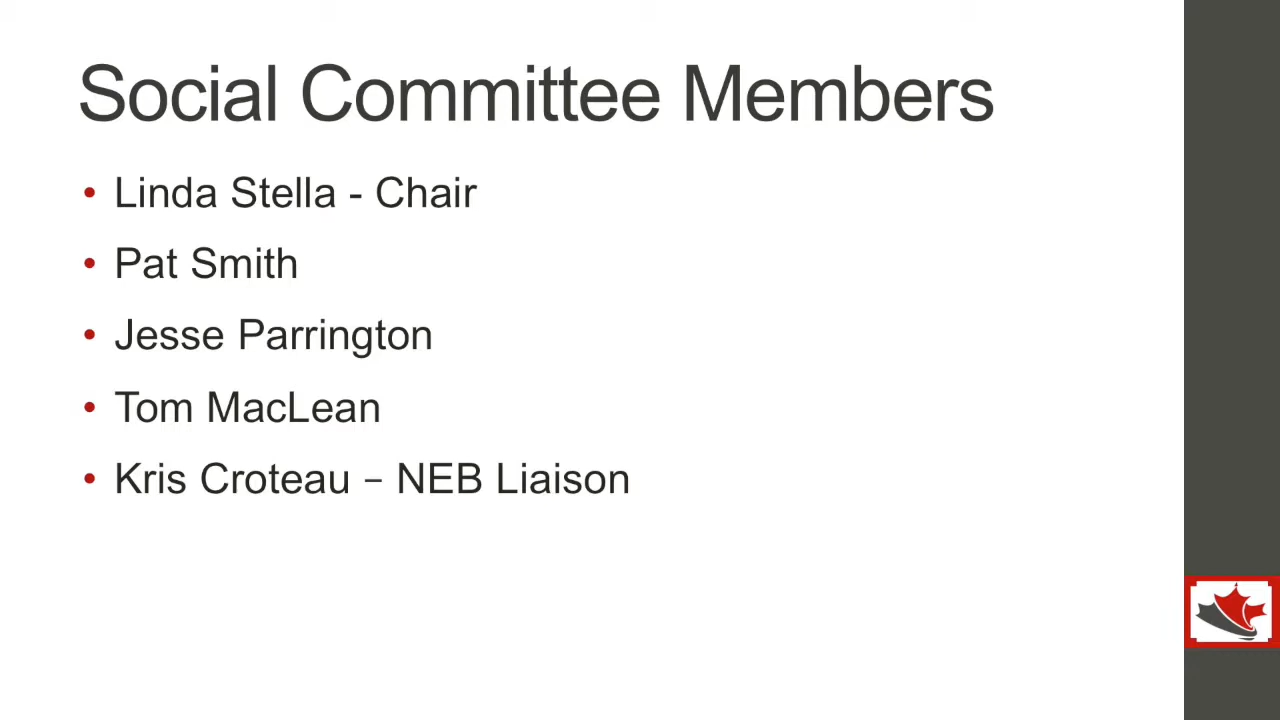 Social Committee Members
• Linda Stella - Chair
• Pat Smith
• Jesse Parrington
• Tom MacLean
• Kris Croteau – NEB Liaison